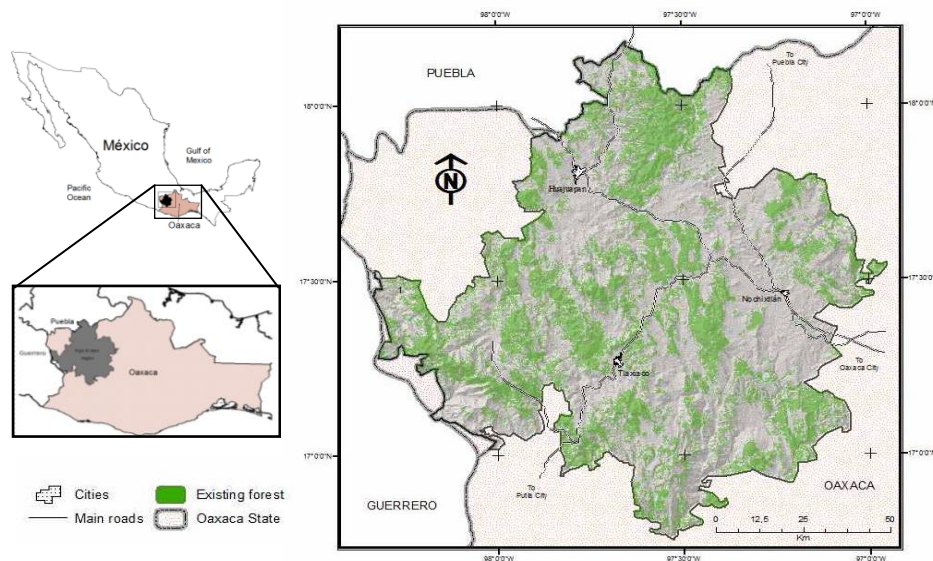 98°0'0"W
97°30'0"W
97°0'0"W
To
Puebla City
PUEBLA
18°0'0"N
18°0'0"N
México
Gulf of
Mexico
Pacific
Ocean
Oaxaca
N
Huajuapan
17°30'0"N
17°30'0"N
Nochixtlán
Puebla
Guerrero
Oaxaca
Tlaxiaco
To
Oaxaca City
17°0'0"N
17°0'0"N
To
Putla City
GUERRERO
OAXACA
Cities
Existing forest
Main roads
Oaxaca State
0 12,5 25 50
Km
98°0'0"W
97°30'0"W
97°0'0"W